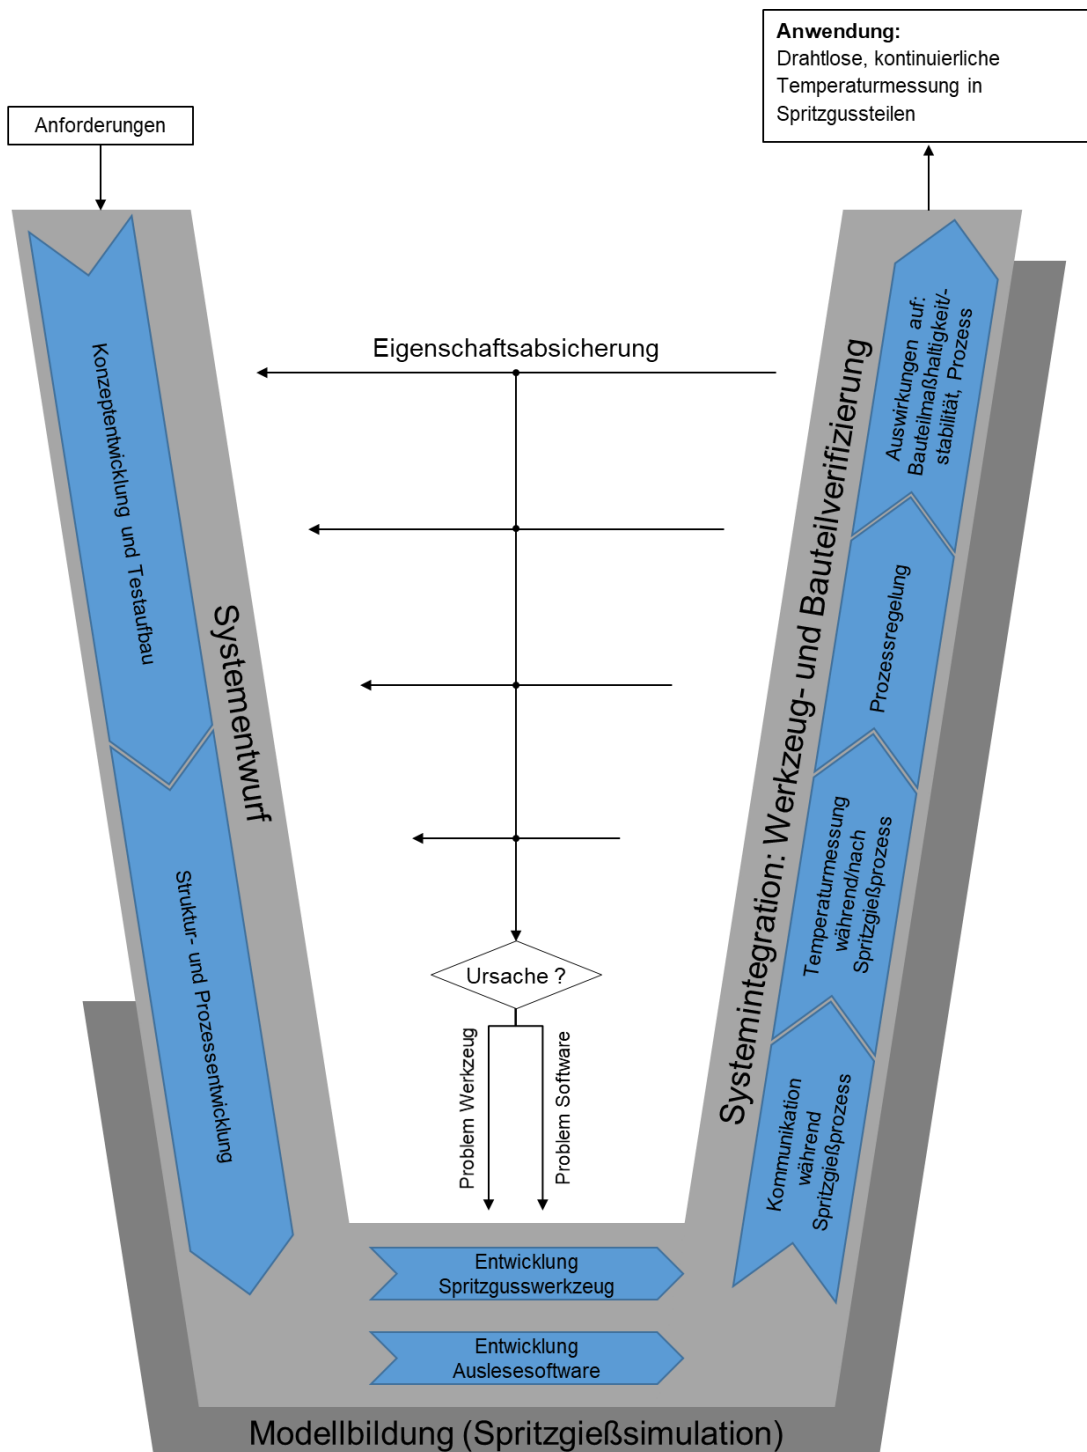 Anwendung:
Drahtlose, kontinuierliche
Temperaturmessung in
Spritzgussteilen
Anforderungen
Eigenschaftsabsicherung
Konzeptentwicklung und Testaufbau
Systementwurf
Struktur- und Prozessentwicklung
Ursache ?
Problem Werkzeug
Problem Software
Entwicklung
Spritzgusswerkzeug
Entwicklung
Auslesesoftware
Modellbildung (Spritzgießsimulation)
Systemintegration: Werkzeug- und Bauteilverifizierung
Kommunikation
während
Spritzgießprozess
Temperaturmessung
während/nach
Spritzgießprozess
Prozessregelung
Auswirkungen auf:
Bauteilmaßhaltigkeit/-
stabilität, Prozess